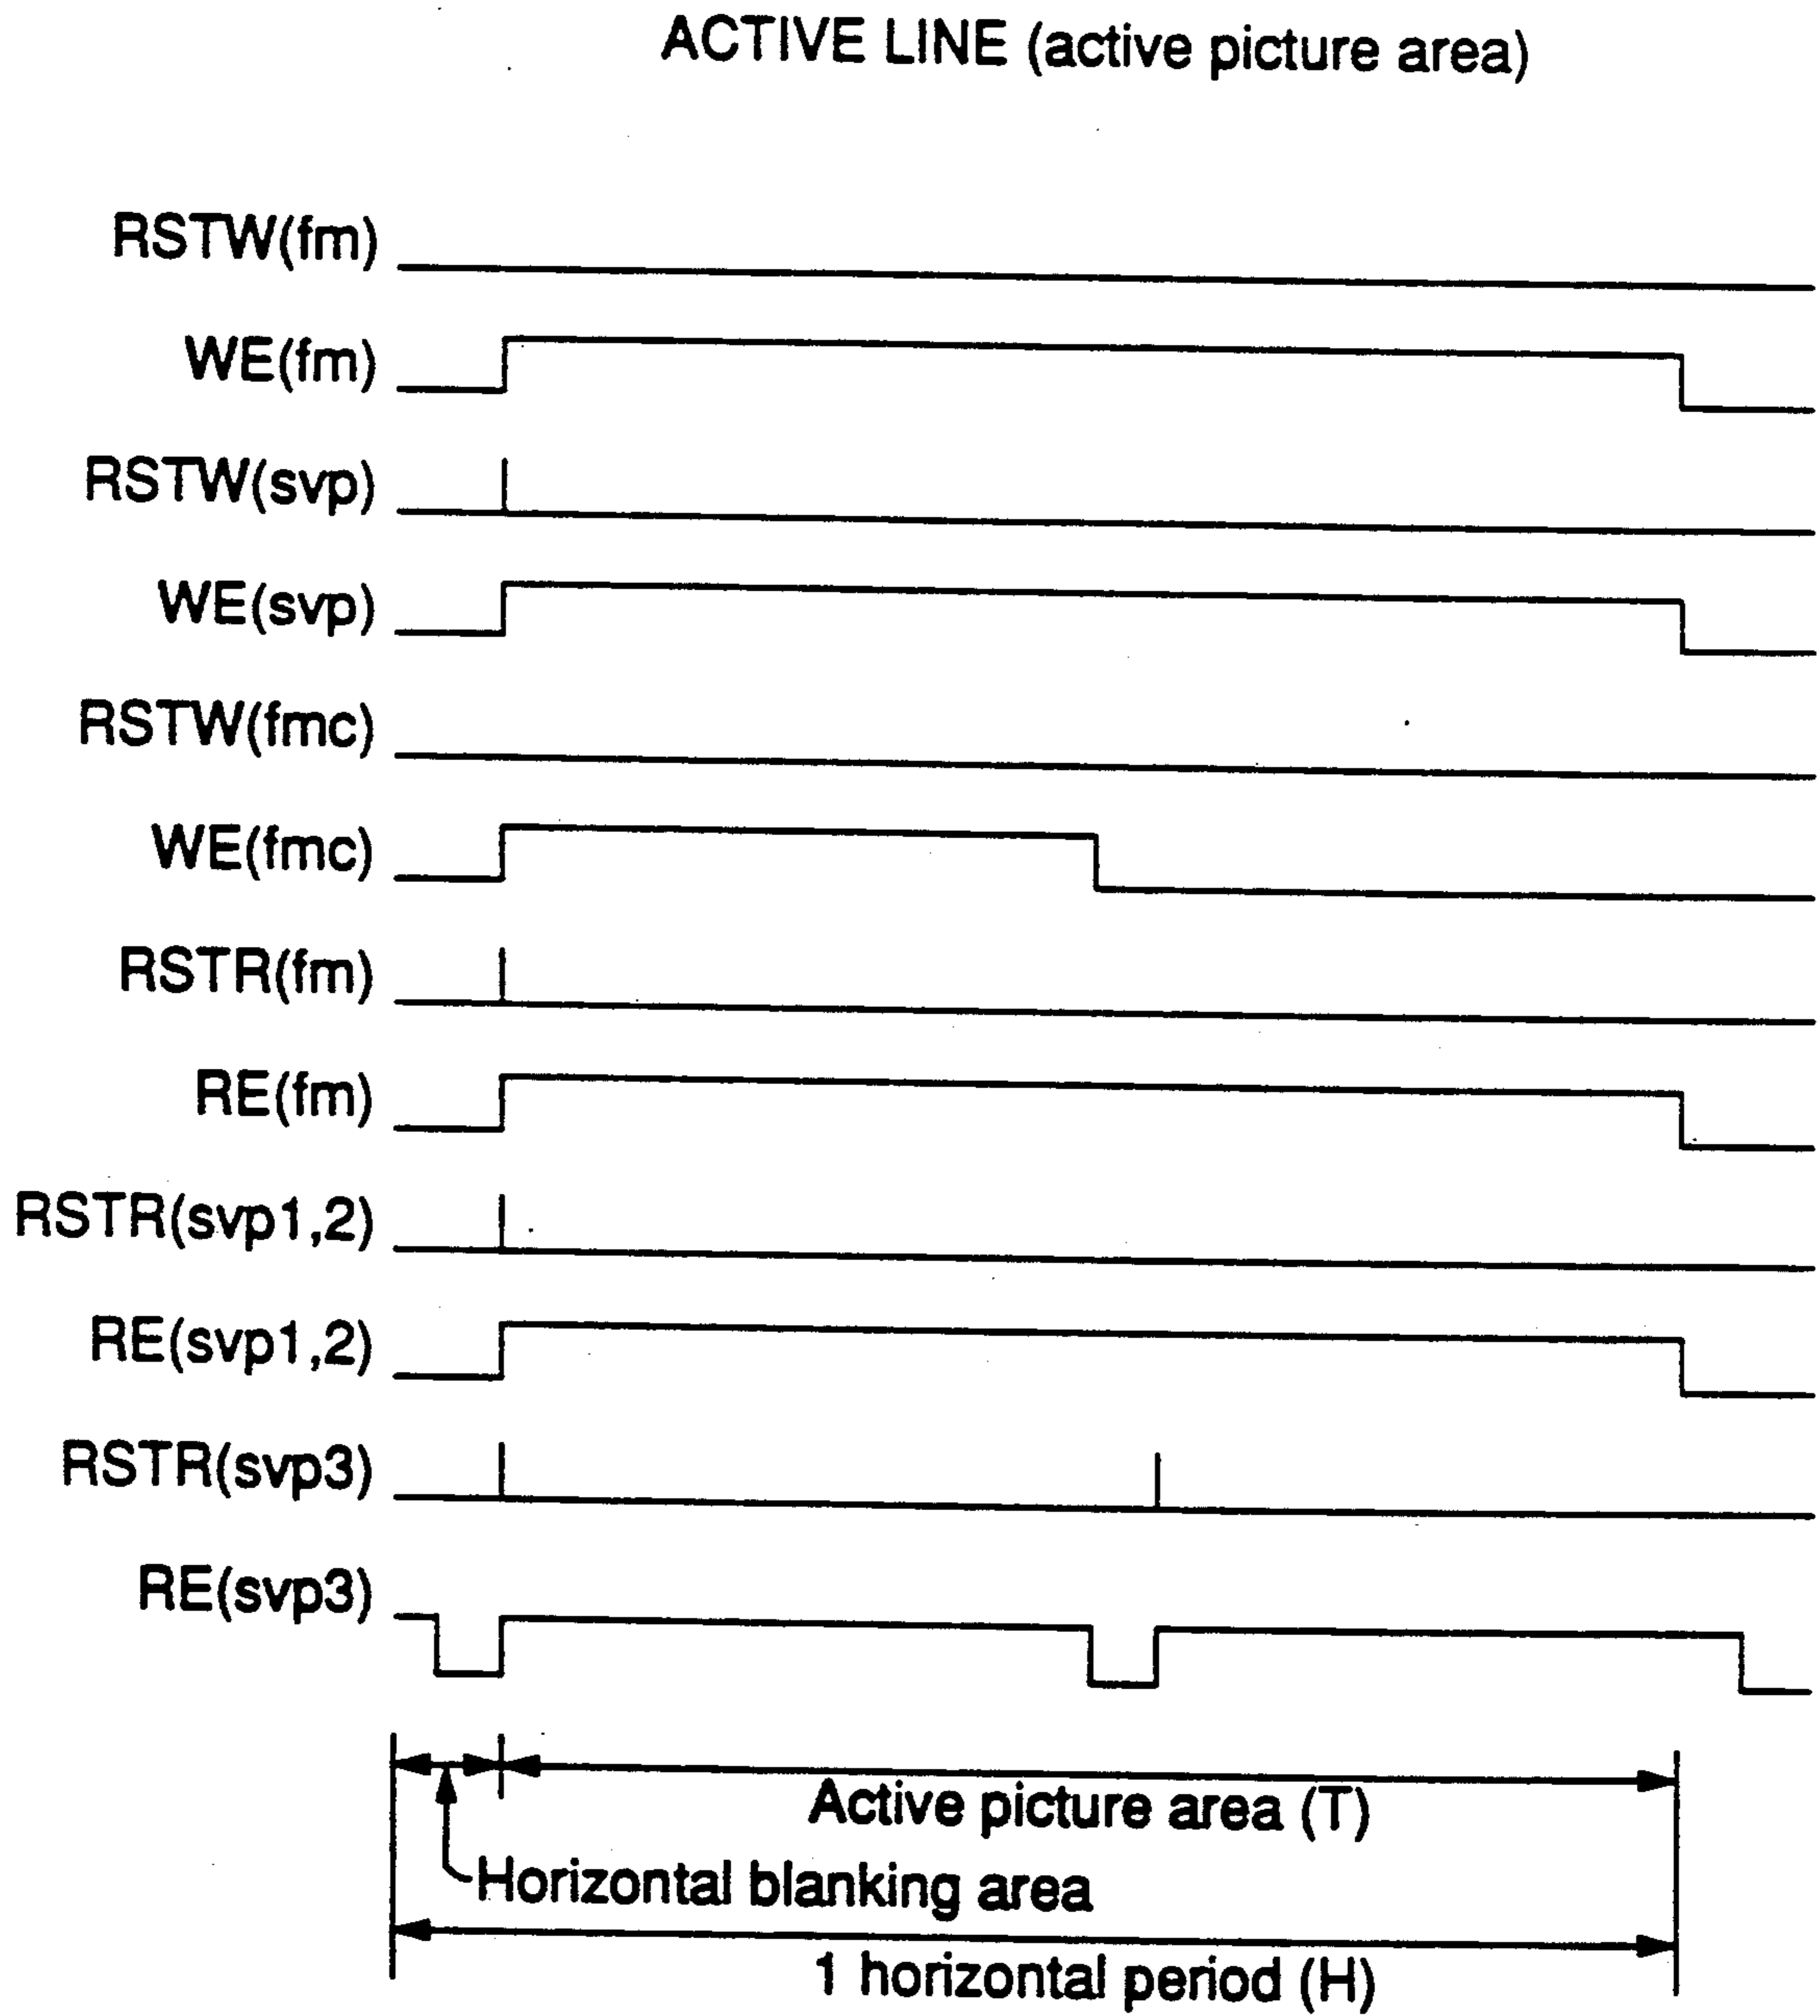 ACTIVE LINE (active picture area)
RSTW(fm)
WE(fm)
RSTW(svp)
WE(svp)
RSTW(fmc)
WE(fmc)
RSTR(fm)
RE(fm)
RSTR(svp1,2)
RE(svp1,2)
RSTR(svp3)
RE(svp3)
Active picture area (T)
Horizontal blanking area
1 horizontal period (H)